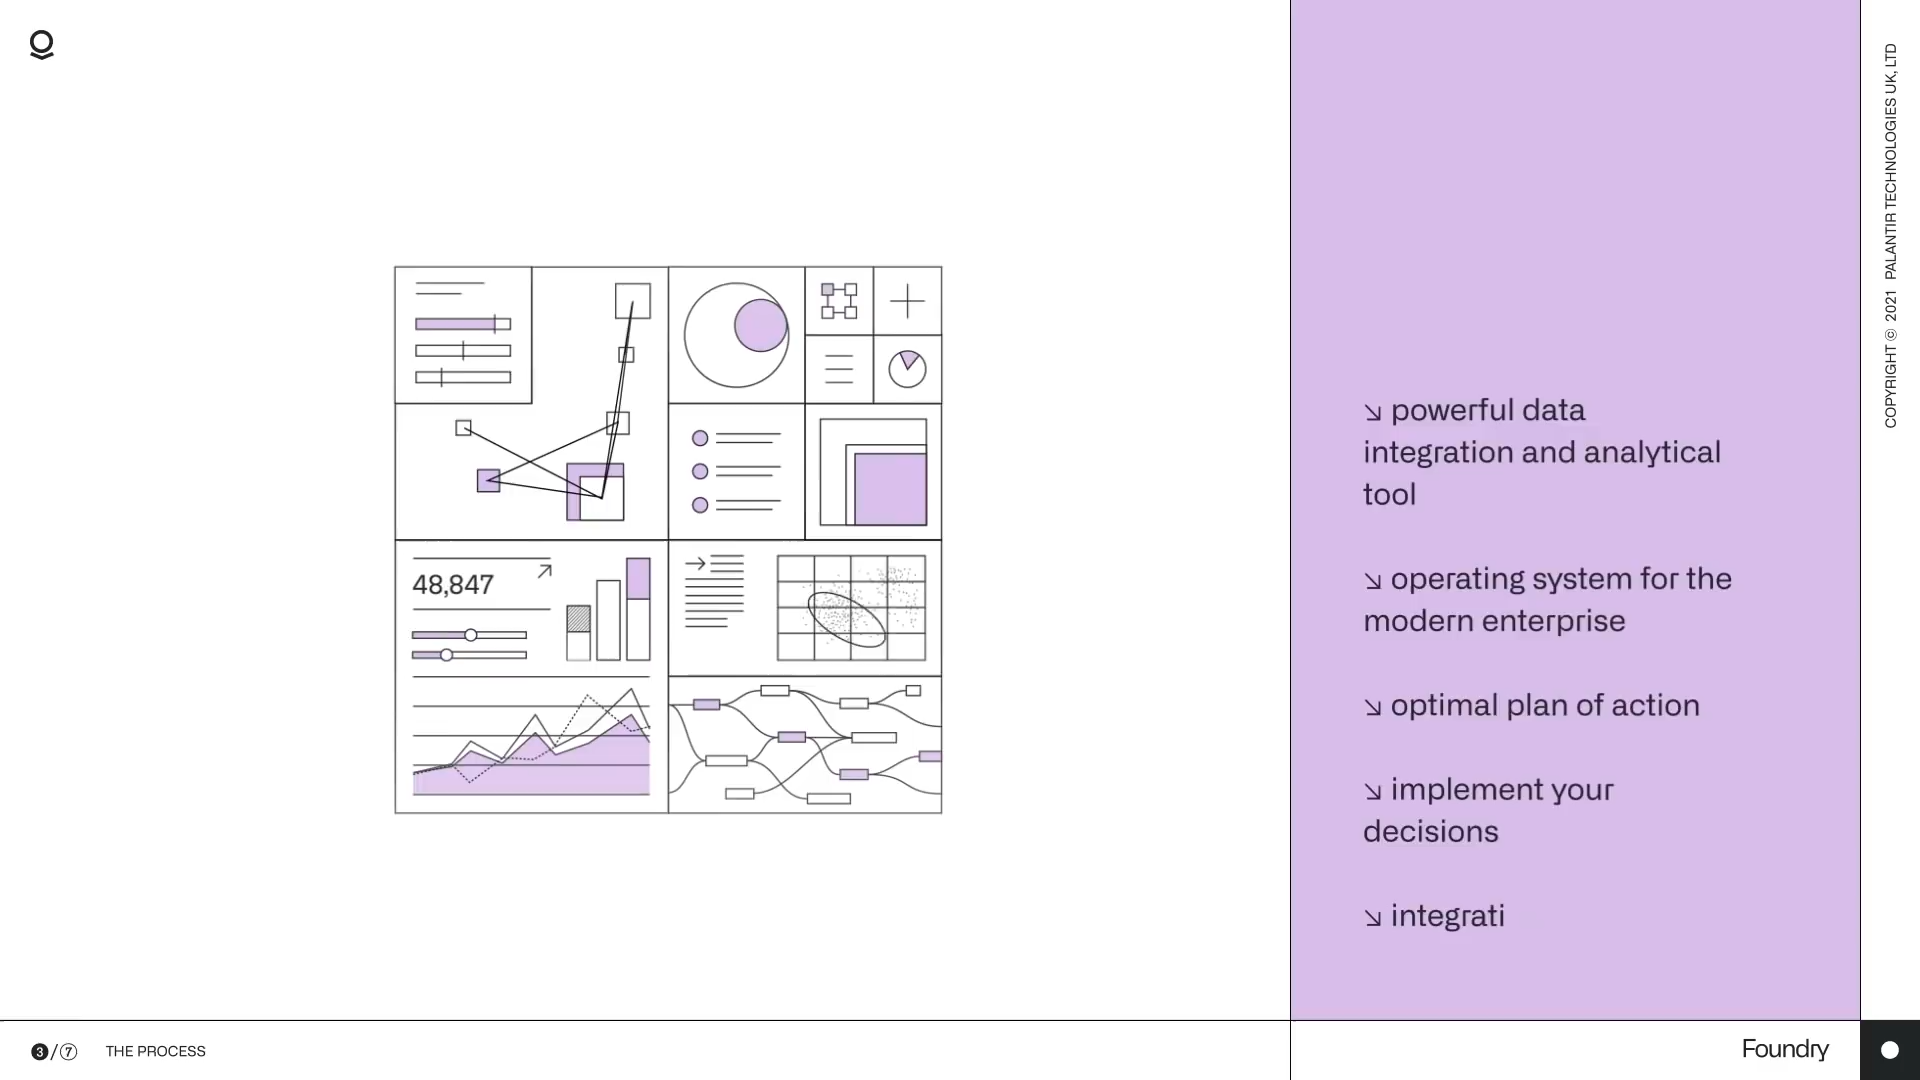 48,847
↘ powerful data
integration and analytical
tool
↘ operating system for the
modern enterprise
↘ optimal plan of action
↘ implement your
decisions
↘ integrati
COPYRIGHT © 2021 PALANTIR TECHNOLOGIES UK, LTD
3/7 THE PROCESS
Foundry